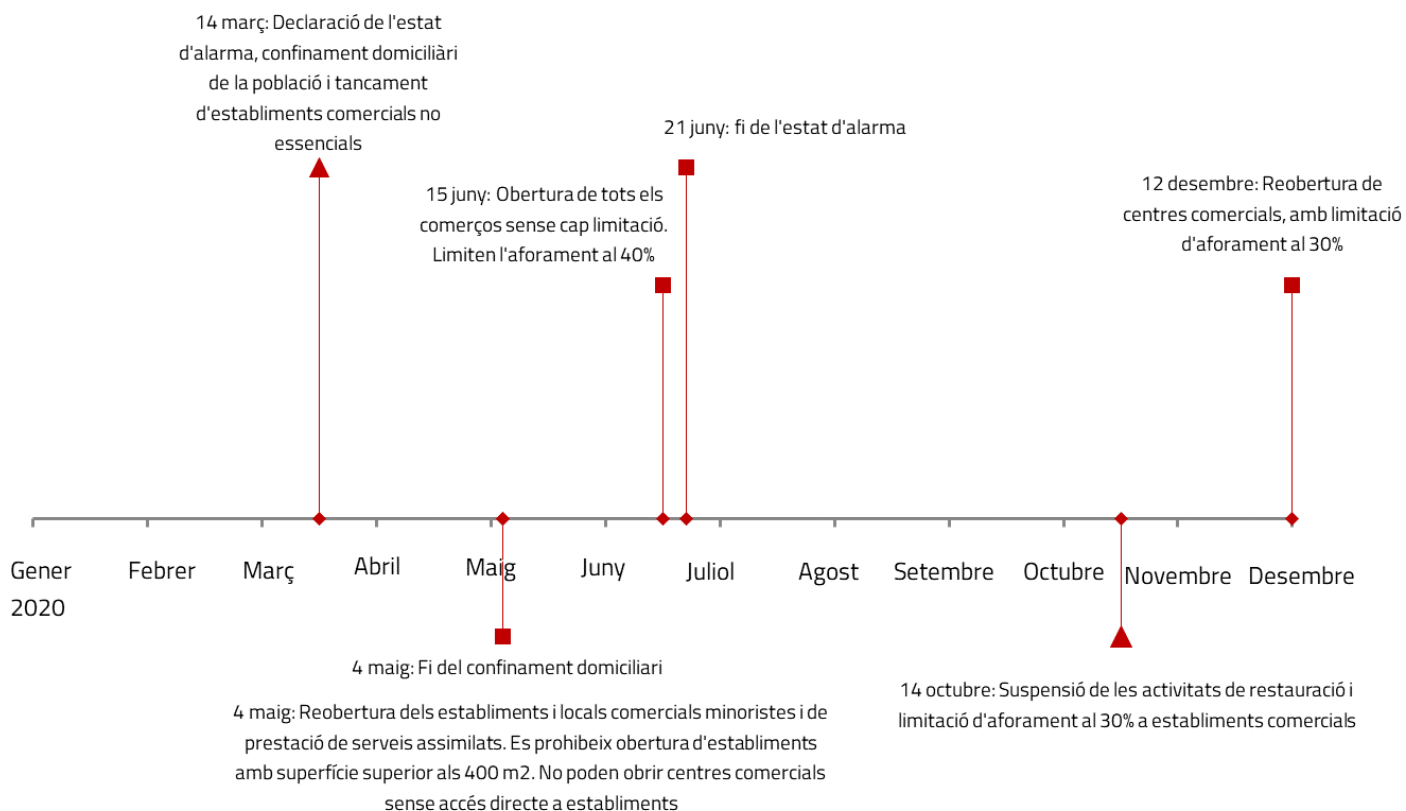 14 març: Declaració de l'estat
d'alarma, confinament domiciliàri
de la població i tancament
d'establiments comercials no
essencials
21 juny: fi de l'estat d'alarma
15 juny: Obertura de tots els
comerços sense cap limitació.
Limiten l'aforament al 40%
12 desembre: Reobertura de
centres comercials, amb limitació
d'aforament al 30%
Gener
2020
Febrer
Març
Abril
Maig
Juny
Juliol
Agost
Setembre
Octubre
Novembre
Desembre
4 maig: Fi del confinament domiciliari
4 maig: Reobertura dels establiments i locals comercials minoristes i de
prestació de serveis assimilats. Es prohibeix obertura d'establiments
amb superfície superior als 400 m2. No poden obrir centres comercials
sense accés directe a establiments
14 octubre: Suspensió de les activitats de restauració i
limitació d'aforament al 30% a establiments comercials